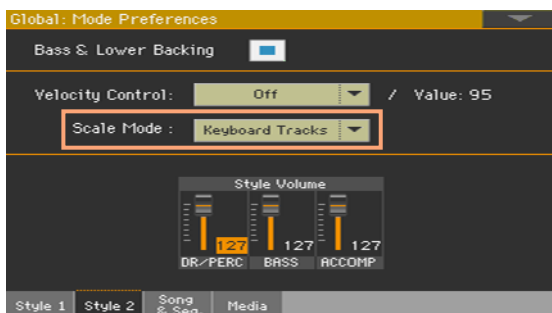 Global: Mode Preferences
Bass & Lower Backing
Velocity Control: Off / Value: 95
Scale Mode : Keyboard Tracks
Style Volume
127 127 127
DR/PERC BASS ACCOMP
Style 1 Style 2 Song & Seq. Media